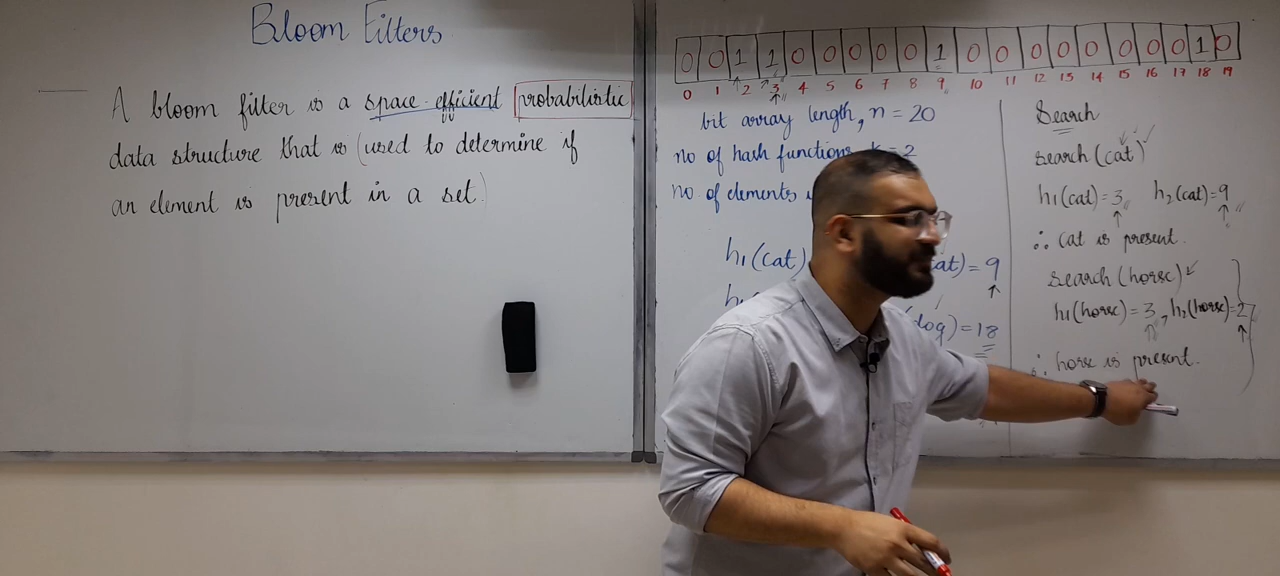 Bloom Filters
A bloom filter is a space-efficient probabilistic
data structure that is (used to determine if
an element is present in a set)
0 0 1 1 0 0 0 0 0 1 0 0 0 0 0 0 0 0 1 0
0 1 2 3 4 5 6 7 8 9 10 11 12 13 14 15 16 17 18 19
bit array length, n = 20
no of hash functions, = 2
no of elements
h1(cat) = 9
(dog) = 18
Search
search(cat)
h1(cat) = 3 h2(cat) = 9
∴ cat is present.
search(horse)
h1(horse) = 3, h2(horse) = 2
∴ horse is present.